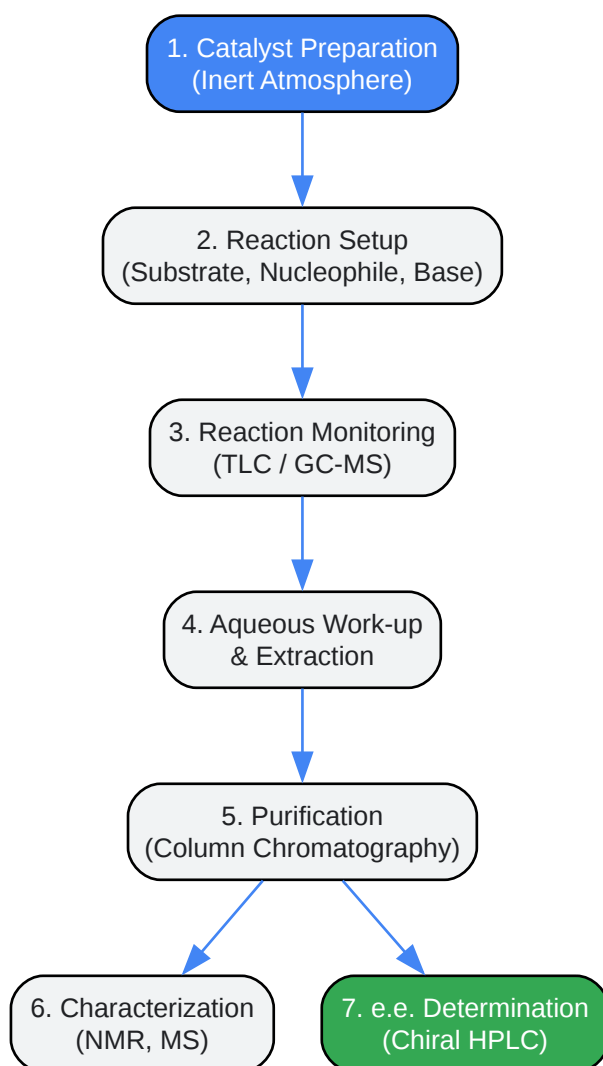 1. Catalyst Preparation
(Inert Atmosphere)
2. Reaction Setup
(Substrate, Nucleophile, Base)
3. Reaction Monitoring
(TLC / GC-MS)
4. Aqueous Work-up
& Extraction
5. Purification
(Column Chromatography)
6. Characterization
(NMR, MS)
7. e.e. Determination
(Chiral HPLC)